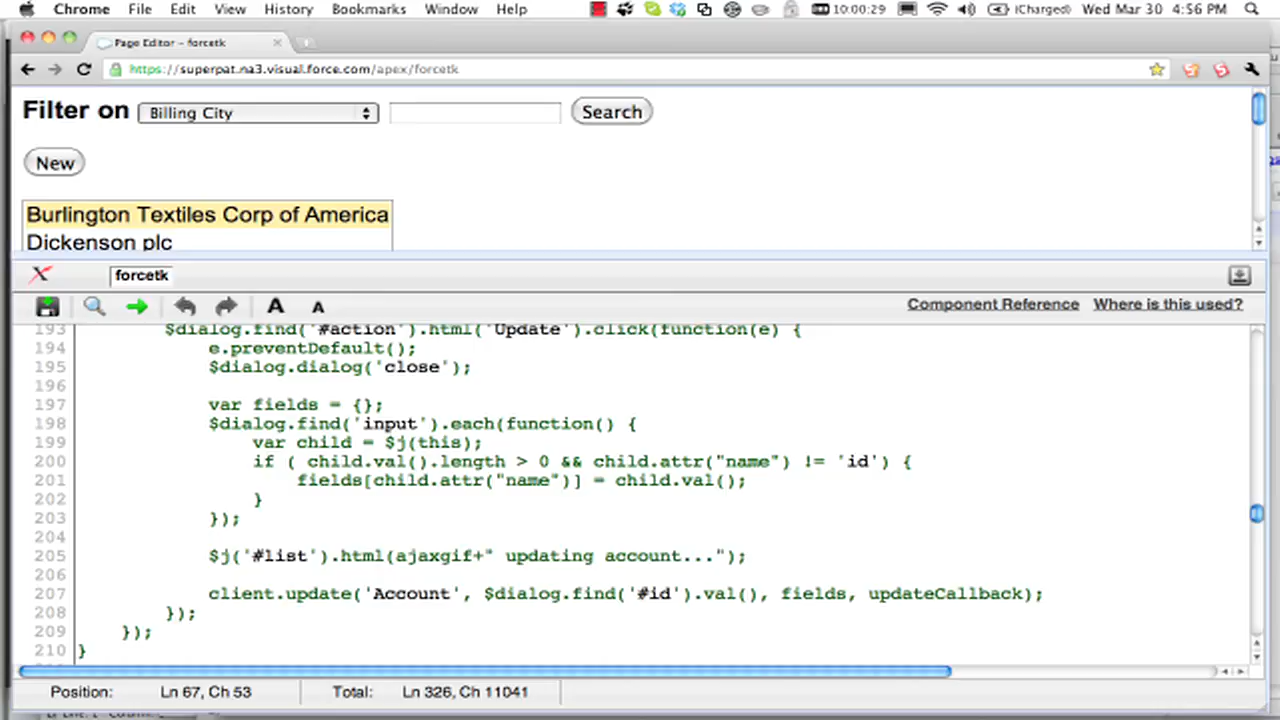 Chrome File Edit View History Bookmarks Window Help 10:00:29 (iCharged) Wed Mar 30 4:56 PM
Page Editor – forcetk
https://superpat.na3.visual.force.com/apex/forcetk
Filter on Billing City Search
New
Burlington Textiles Corp of America
Dickenson plc
forcetk
A A Component Reference Where is this used?
193 $dialog.find('#action').html('Update').click(function(e) {
194 e.preventDefault();
195 $dialog.dialog('close');
196
197 var fields = {};
198 $dialog.find('input').each(function() {
199 var child = $j(this);
200 if ( child.val().length > 0 && child.attr("name") != 'id') {
201 fields[child.attr("name")] = child.val();
202 }
203 });
204
205 $j('#list').html(ajaxgif+" updating account...");
206
207 client.update('Account', $dialog.find('#id').val(), fields, updateCallback);
208 });
209 });
210 }
Position: Ln 67, Ch 53 Total: Ln 326, Ch 11041